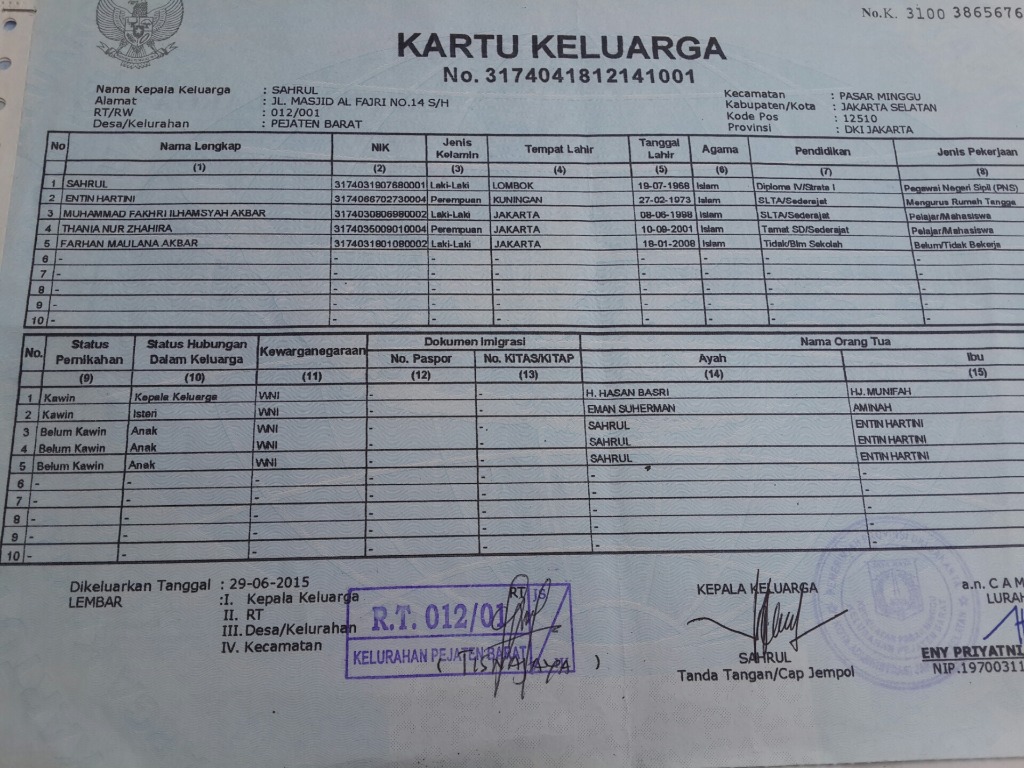 No.K. 3100 3865676
KARTU KELUARGA
No. 3174041812141001
Nama Kepala Keluarga : SAHRUL
Alamat : JL. MASJID AL FAJRI NO.14 S/H
RT/RW : 012/001
Desa/Kelurahan : PEJATEN BARAT
Kecamatan : PASAR MINGGU
Kabupaten/Kota : JAKARTA SELATAN
Kode Pos : 12510
Provinsi : DKI JAKARTA
No Nama Lengkap NIK Jenis Kelamin Tempat Lahir Tanggal Lahir Agama Pendidikan Jenis Pekerjaan
(1) (2) (3) (4) (5) (6) (7) (8)
1 SAHRUL 3174031907680001 Laki-Laki LOMBOK 19-07-1968 Islam Diploma IV/Strata I Pegawai Negeri Sipil (PNS)
2 ENTIN HARTINI 3174066702730004 Perempuan KUNINGAN 27-02-1973 Islam SLTA/Sederajat Mengurus Rumah Tangga
3 MUHAMMAD FAKHRI ILHAMSYAH AKBAR 3174030806980002 Laki-Laki JAKARTA 08-06-1998 Islam SLTA/Sederajat Pelajar/Mahasiswa
4 THANIA NUR ZHAHIRA 3174035009010004 Perempuan JAKARTA 10-09-2001 Islam Tamat SD/Sederajat Pelajar/Mahasiswa
5 FARHAN MAULANA AKBAR 3174031801080002 Laki-Laki JAKARTA 18-01-2008 Islam Tidak/Blm Sekolah Belum/Tidak Bekerja
6 - - - - - - - -
7 - - - - - - - -
8 - - - - - - - -
9 - - - - - - - -
10 - - - - - - - -
No. Status Pernikahan Status Hubungan Dalam Keluarga Kewarganegaraan Dokumen Imigrasi Nama Orang Tua
No. Paspor No. KITAS/KITAP Ayah Ibu
(9) (10) (11) (12) (13) (14) (15)
1 Kawin Kepala Keluarga WNI - - H. HASAN BASRI HJ. MUNIFAH
2 Kawin Isteri WNI - - EMAN SUHERMAN AMINAH
3 Belum Kawin Anak WNI - - SAHRUL ENTIN HARTINI
4 Belum Kawin Anak WNI - - SAHRUL ENTIN HARTINI
5 Belum Kawin Anak WNI - - SAHRUL ENTIN HARTINI
6 - - - - - - -
7 - - - - - - -
8 - - - - - - -
9 - - - - - - -
10 - - - - - - -
Dikeluarkan Tanggal : 29-06-2015
LEMBAR : I. Kepala Keluarga
II. RT
III. Desa/Kelurahan
IV. Kecamatan
RT
R.T. 012/01 JS
KELURAHAN PEJATEN BARAT
KEPALA KELUARGA
SAHRUL
Tanda Tangan/Cap Jempol
a.n. C A M
LURAH
ENY PRIYATNI
NIP.19700311